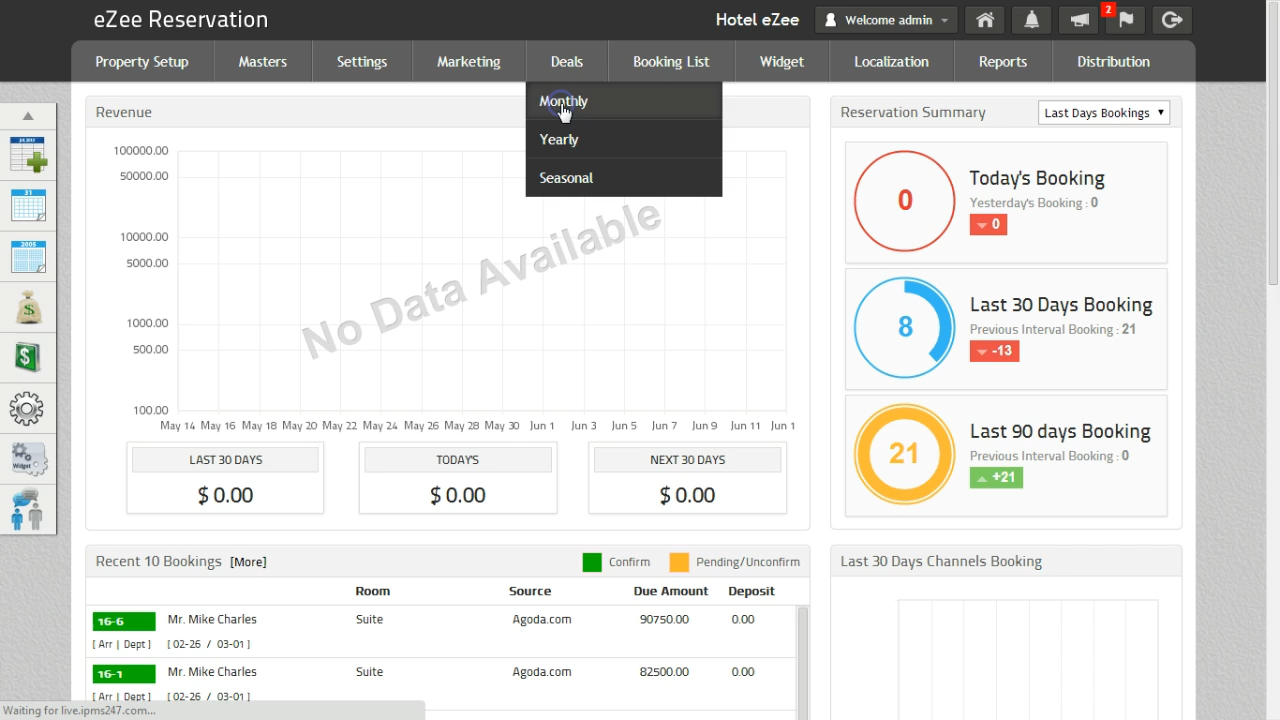 eZee Reservation
Hotel eZee
Welcome admin
2
Property Setup
Masters
Settings
Marketing
Deals
Booking List
Widget
Localization
Reports
Distribution
Monthly
Yearly
Seasonal
Revenue
100000.00
50000.00
10000.00
5000.00
1000.00
500.00
100.00
No Data Available
May 14 May 16 May 18 May 20 May 22 May 24 May 26 May 28 May 30 Jun 1 Jun 3 Jun 5 Jun 7 Jun 9 Jun 11 Jun 1
LAST 30 DAYS
$ 0.00
TODAY'S
$ 0.00
NEXT 30 DAYS
$ 0.00
Reservation Summary
Last Days Bookings
0
Today's Booking
Yesterday's Booking : 0
0
8
Last 30 Days Booking
Previous Interval Booking : 21
-13
21
Last 90 days Booking
Previous Interval Booking : 0
+21
31
2005
Widget
Recent 10 Bookings [More]
Confirm
Pending/Unconfirm
Room Source Due Amount Deposit
16-6 Mr. Mike Charles Suite Agoda.com 90750.00 0.00
[ Arr | Dept ] [ 02-26 / 03-01 ]
16-1 Mr. Mike Charles Suite Agoda.com 82500.00 0.00
[ Arr | Dept ] [ 02-26 / 03-01 ]
Last 30 Days Channels Booking
Waiting for live.ipms247.com...